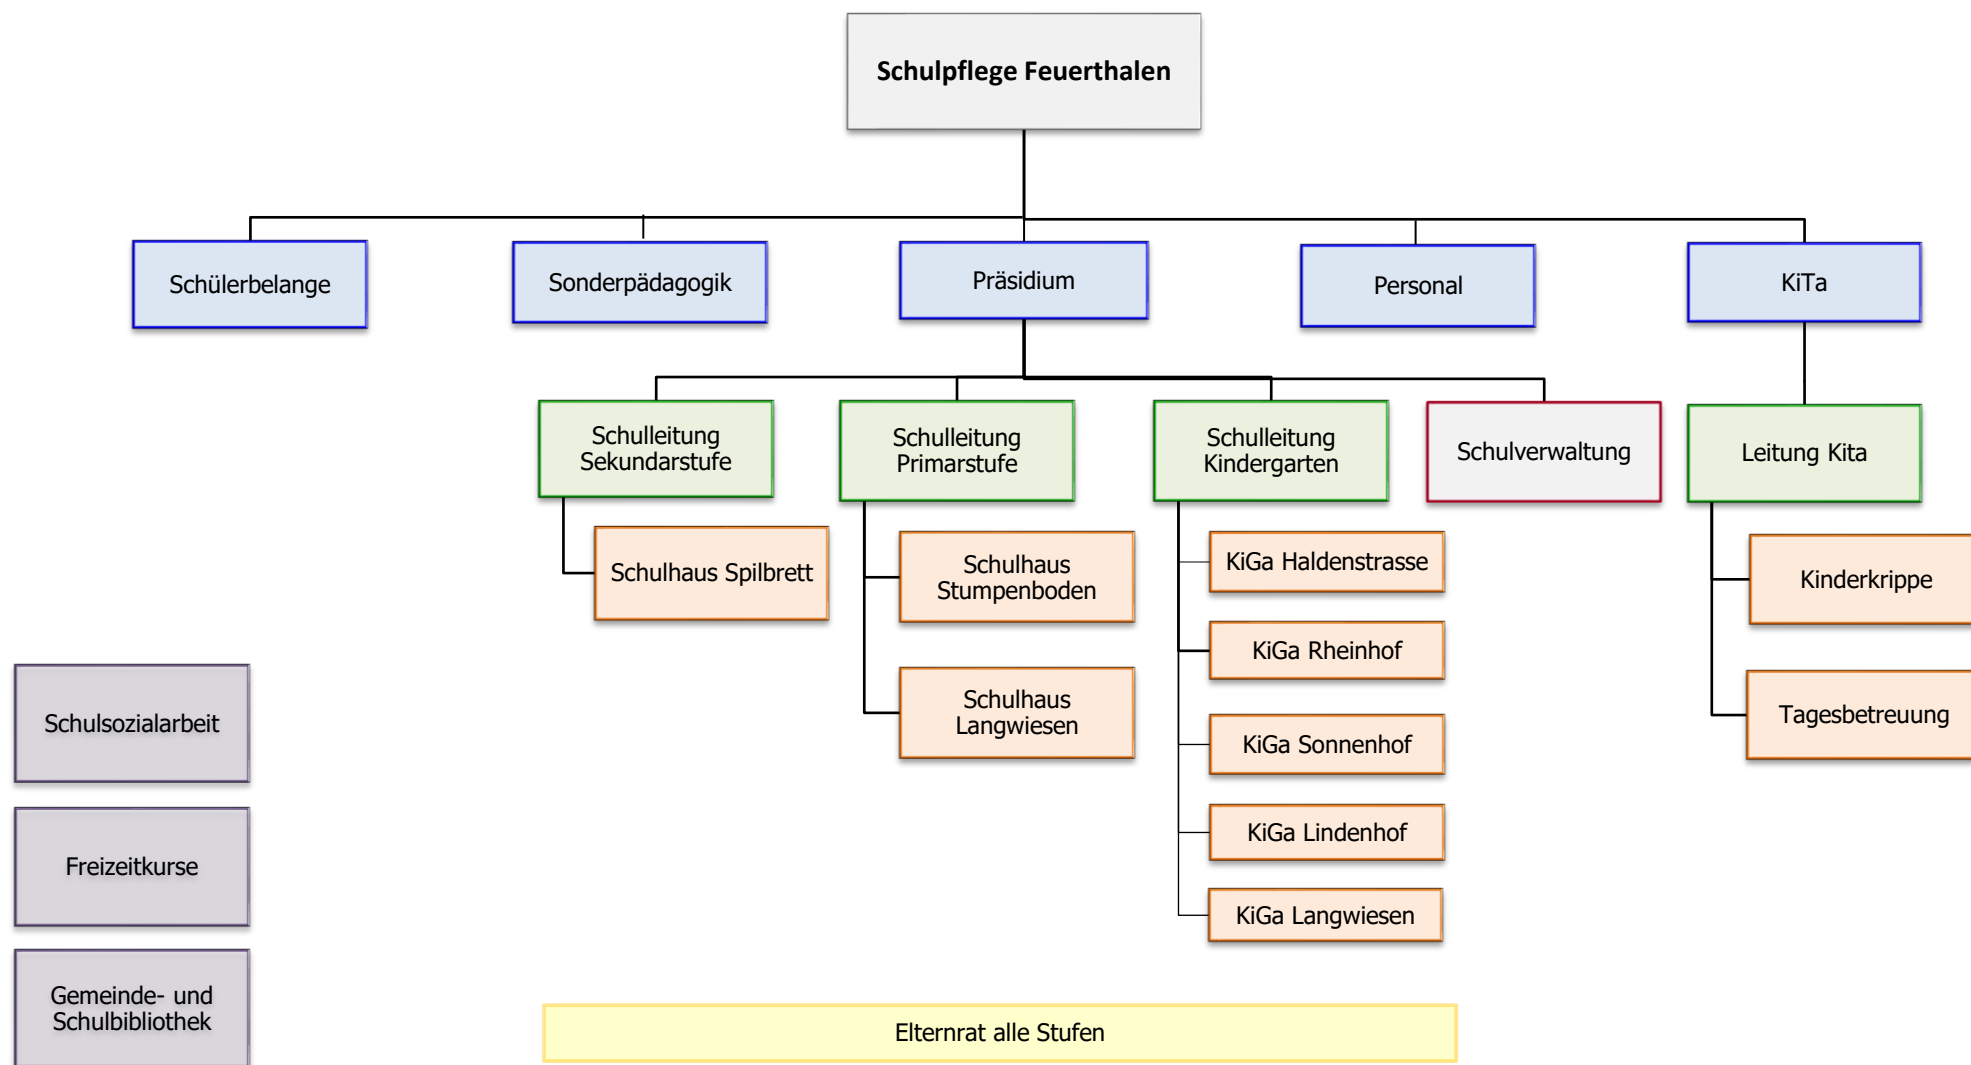 Schulpflege Feuerthalen
Schülerbelange
Sonderpädagogik
Präsidium
Personal
KiTa
Schulleitung
Sekundarstufe
Schulleitung
Primarstufe
Schulleitung
Kindergarten
Schulverwaltung
Leitung Kita
Schulhaus Spilbrett
Schulhaus
Stumpenboden
Schulhaus
Langwiesen
KiGa Haldenstrasse
KiGa Rheinhof
KiGa Sonnenhof
KiGa Lindenhof
KiGa Langwiesen
Kinderkrippe
Tagesbetreuung
Schulsozialarbeit
Freizeitkurse
Gemeinde- und
Schulbibliothek
Elternrat alle Stufen